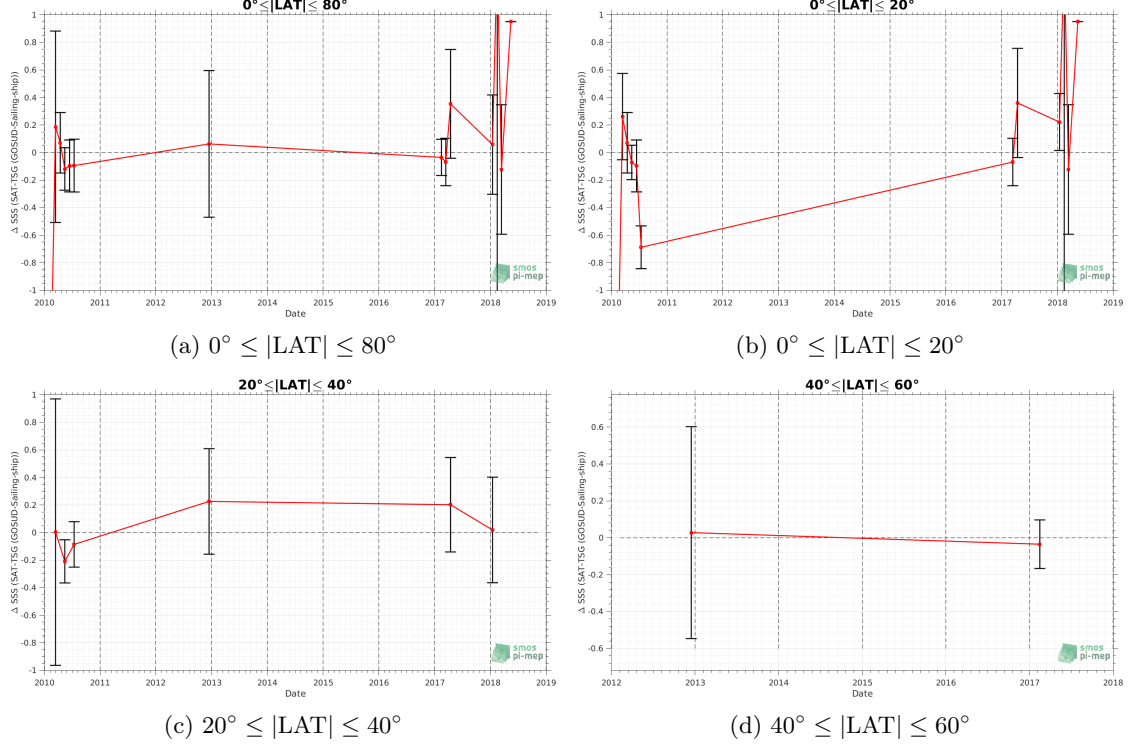 0°≤|LAT|≤ 80°
Δ SSS (SAT-TSG (GOSUD-Sailing-ship))
1
0.8
0.6
0.4
0.2
0
-0.2
-0.4
-0.6
-0.8
-1
2010 2011 2012 2013 2014 2015 2016 2017 2018 2019
Date
smos
pi-mep
(a) 0° ≤ |LAT| ≤ 80°
0°≤|LAT|≤ 20°
Δ SSS (SAT-TSG (GOSUD-Sailing-ship))
1
0.8
0.6
0.4
0.2
0
-0.2
-0.4
-0.6
-0.8
-1
2010 2011 2012 2013 2014 2015 2016 2017 2018 2019
Date
smos
pi-mep
(b) 0° ≤ |LAT| ≤ 20°
20°≤|LAT|≤ 40°
Δ SSS (SAT-TSG (GOSUD-Sailing-ship))
1
0.8
0.6
0.4
0.2
0
-0.2
-0.4
-0.6
-0.8
-1
2010 2011 2012 2013 2014 2015 2016 2017 2018 2019
Date
smos
pi-mep
(c) 20° ≤ |LAT| ≤ 40°
40°≤|LAT|≤ 60°
Δ SSS (SAT-TSG (GOSUD-Sailing-ship))
0.6
0.4
0.2
0
-0.2
-0.4
-0.6
2012 2013 2014 2015 2016 2017 2018
Date
smos
pi-mep
(d) 40° ≤ |LAT| ≤ 60°